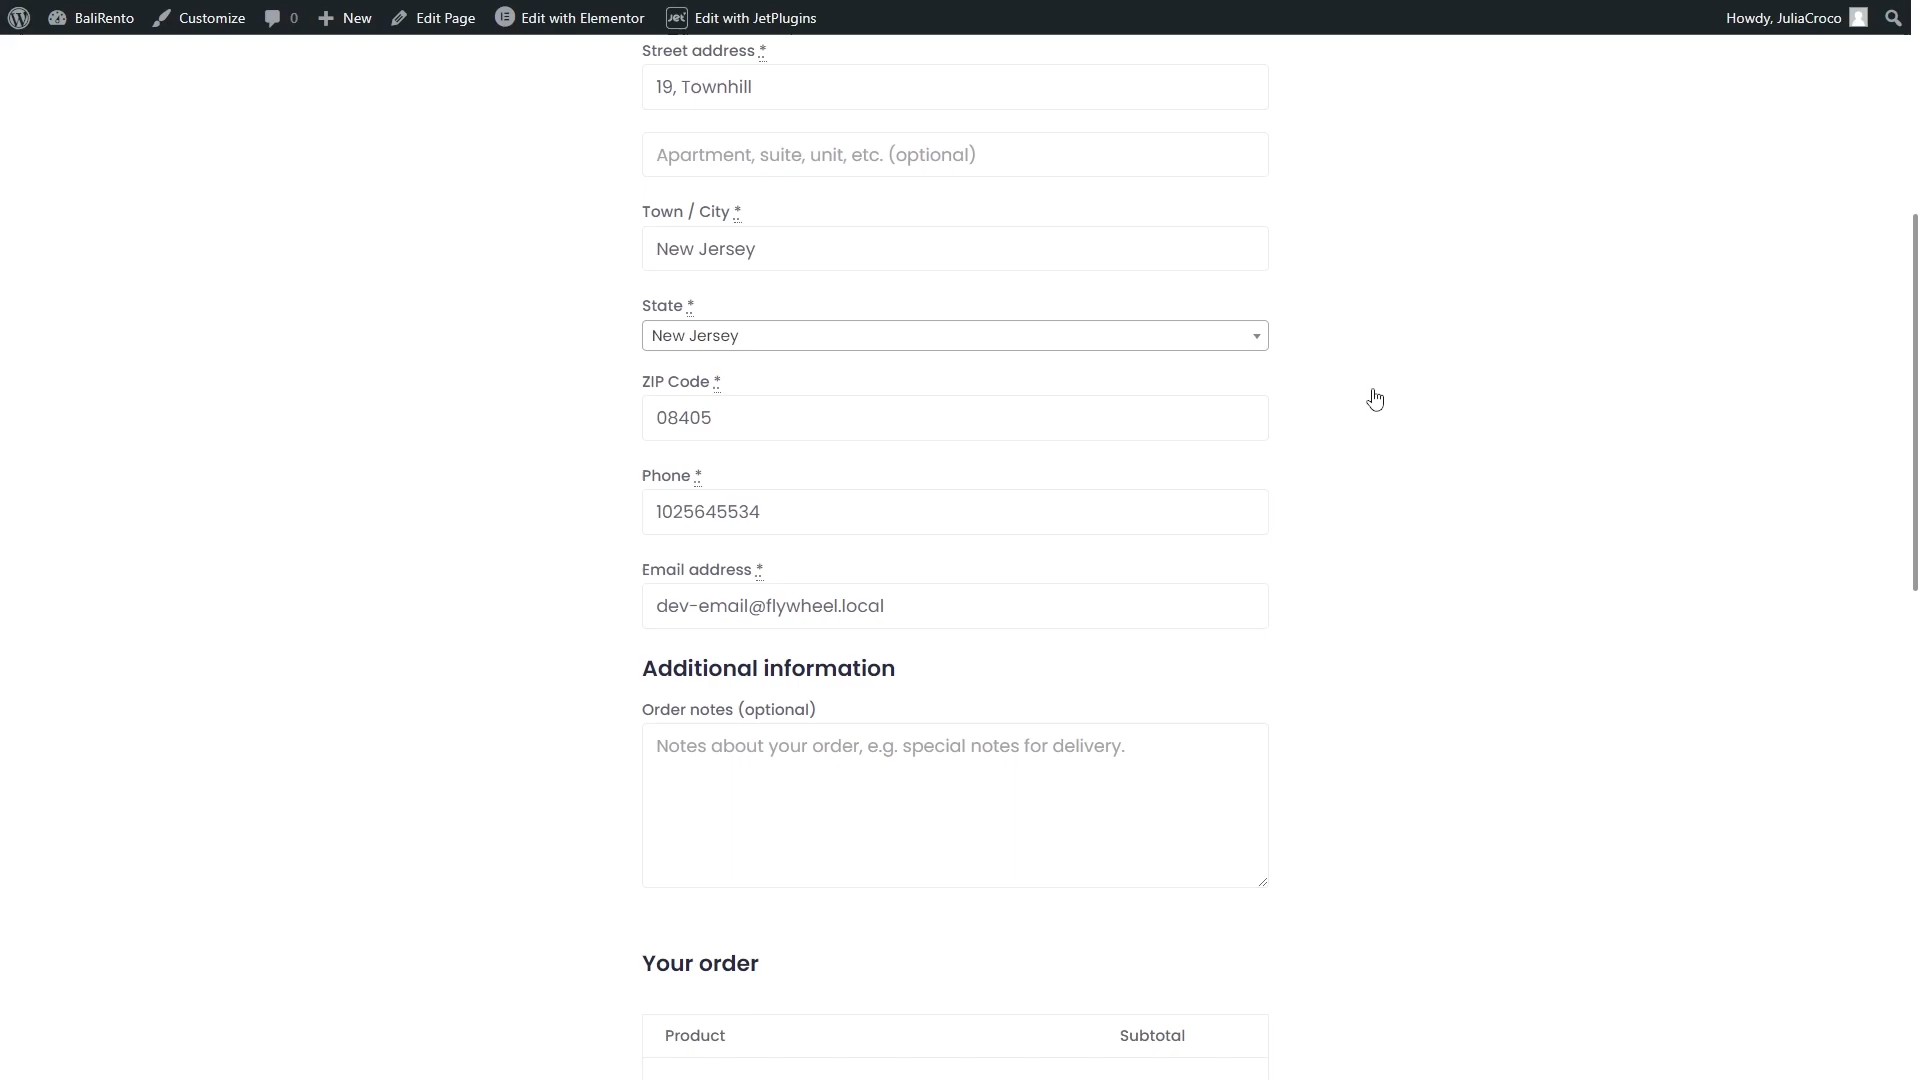 BaliRento Customize 0 New Edit Page Edit with Elementor Jet Edit with JetPlugins Howdy, JuliaCroco
Street address *
19, Townhill
Apartment, suite, unit, etc. (optional)
Town / City *
New Jersey
State *
New Jersey
ZIP Code *
08405
Phone *
1025645534
Email address *
dev-email@flywheel.local
Additional information
Order notes (optional)
Notes about your order, e.g. special notes for delivery.
Your order
Product Subtotal